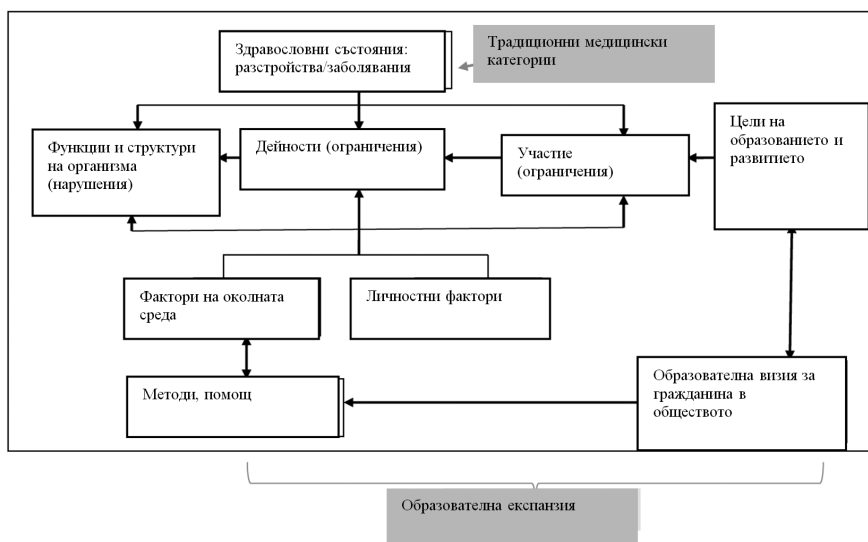 Здравословни състояния:
разстройства/заболявания
Традиционни медицински
категории
Функции и структури
на организма
(нарушения)
Дейности (ограничения)
Участие
(ограничения)
Цели на
образованието и
развитието
Фактори на околната
среда
Личностни фактори
Методи, помощ
Образователна визия за
гражданина в
обществото
Образователна експанзия